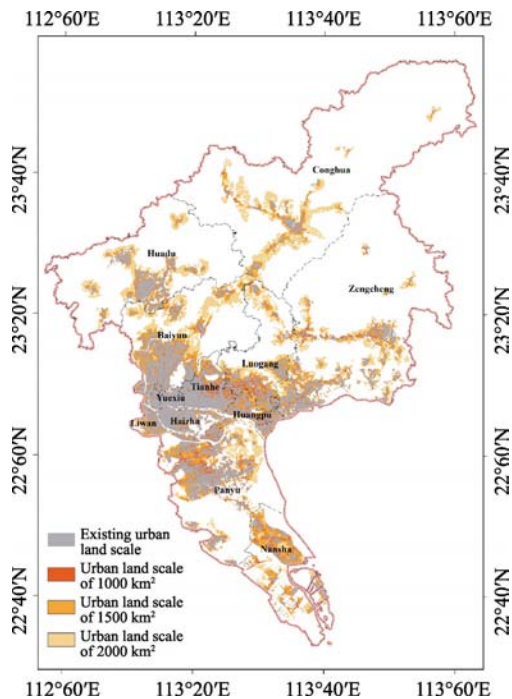 112°60′E 113°20′E 113°40′E 113°60′E
23°40′N
23°20′N
22°60′N
22°40′N
23°40′N
23°20′N
22°60′N
22°40′N
Conghua
Huadu
Zengcheng
Baiyun
Luogang
Tianhe
Yuexiu
Huangpu
Liwan
Haizhu
Panyu
Nansha
Existing urban
land scale
Urban land scale
of 1000 km²
Urban land scale
of 1500 km²
Urban land scale
of 2000 km²
112°60′E 113°20′E 113°40′E 113°60′E